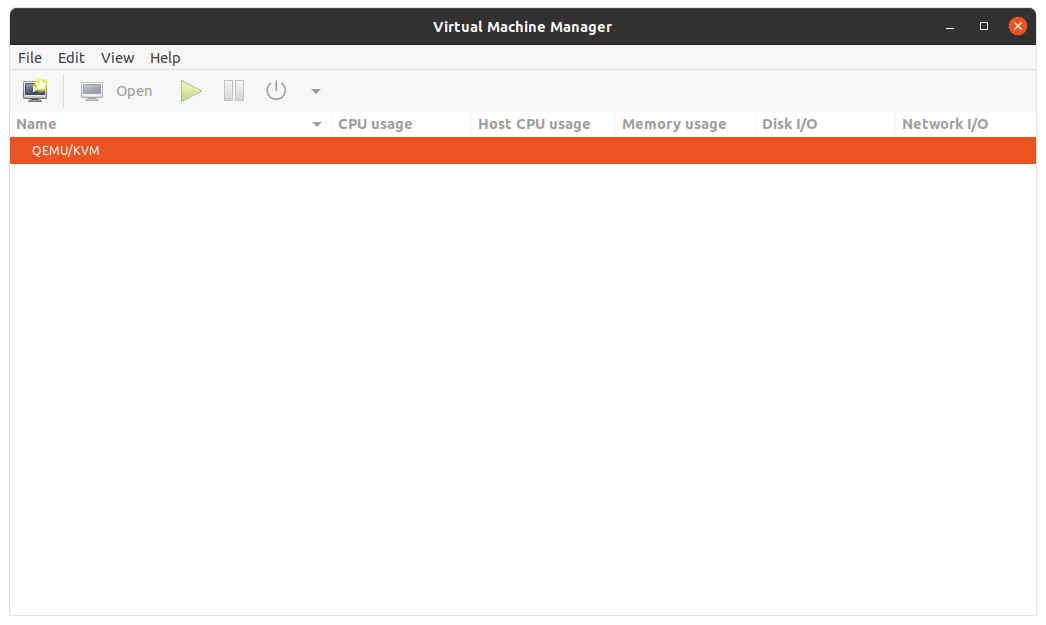 Virtual Machine Manager
File Edit View Help
Open
Name CPU usage Host CPU usage Memory usage Disk I/O Network I/O
QEMU/KVM